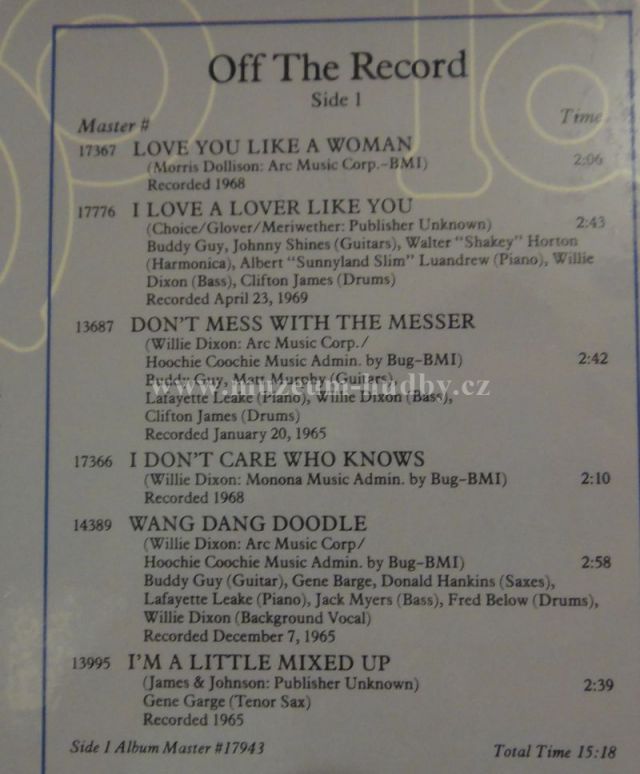 Off The Record
Side 1
Master # Time
17367 LOVE YOU LIKE A WOMAN
(Morris Dollison: Arc Music Corp.–BMI) 2:06
Recorded 1968
17776 I LOVE A LOVER LIKE YOU
(Choice/Glover/Meriwether: Publisher Unknown) 2:43
Buddy Guy, Johnny Shines (Guitars), Walter "Shakey" Horton
(Harmonica), Albert "Sunnyland Slim" Luandrew (Piano), Willie
Dixon (Bass), Clifton James (Drums)
Recorded April 23, 1969
13687 DON'T MESS WITH THE MESSER
(Willie Dixon: Arc Music Corp./
Hoochie Coochie Music Admin. by Bug–BMI) 2:42
Buddy Guy, Matt Murphy (Guitars),
www.muzeum-hudby.cz
Lafayette Leake (Piano), Willie Dixon (Bass),
Clifton James (Drums)
Recorded January 20, 1965
17366 I DON'T CARE WHO KNOWS
(Willie Dixon: Monona Music Admin. by Bug–BMI) 2:10
Recorded 1968
14389 WANG DANG DOODLE
(Willie Dixon: Arc Music Corp/
Hoochie Coochie Music Admin. by Bug–BMI) 2:58
Buddy Guy (Guitar), Gene Barge, Donald Hankins (Saxes),
Lafayette Leake (Piano), Jack Myers (Bass), Fred Below (Drums),
Willie Dixon (Background Vocal)
Recorded December 7, 1965
13995 I'M A LITTLE MIXED UP
(James & Johnson: Publisher Unknown) 2:39
Gene Garge (Tenor Sax)
Recorded 1965
Side 1 Album Master #17943 Total Time 15:18